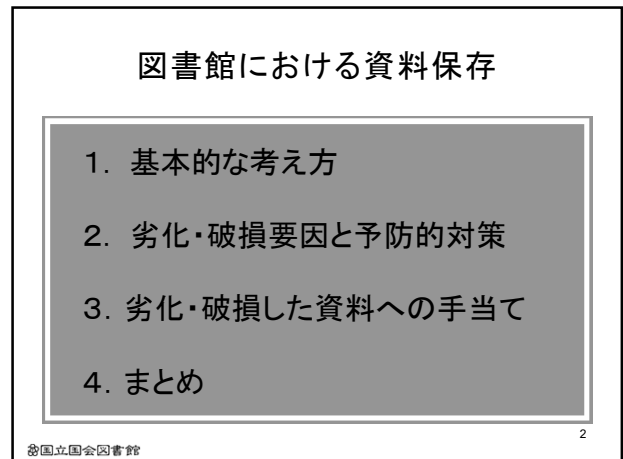 図書館における資料保存
1. 基本的な考え方
2. 劣化・破損要因と予防的対策
3. 劣化・破損した資料への手当て
4. まとめ
2
国立国会図書館